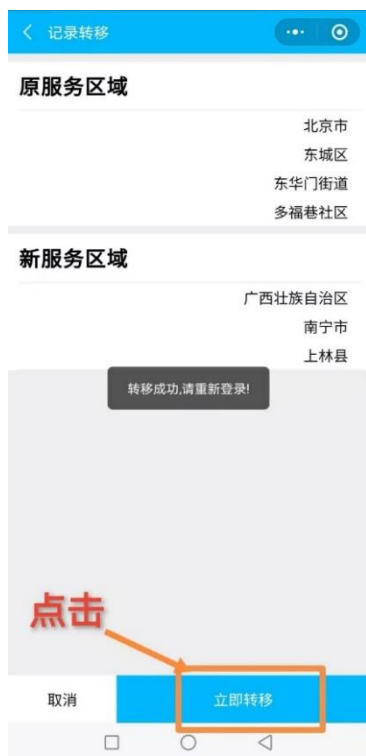 记录转移
原服务区域
北京市
东城区
东华门街道
多福巷社区
新服务区域
广西壮族自治区
南宁市
上林县
转移成功,请重新登录!
点击
取消
立即转移